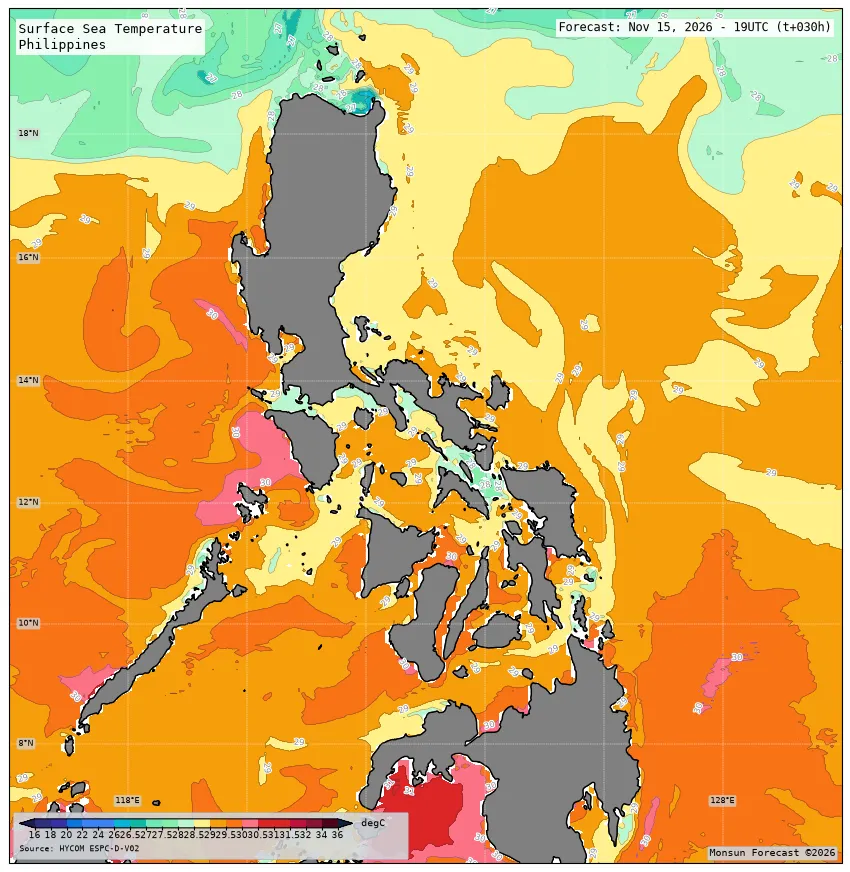 Surface Sea Temperature
Philippines
Forecast: Nov 15, 2026 - 19UTC (t+030h)
18°N
16°N
14°N
12°N
10°N
8°N
118°E
128°E
degC
16 18 20 22 24 26 26.5 27 27.5 28 28.5 29 29.5 30 30.5 31 31.5 32 34 36
Source: HYCOM ESPC-D-V02
Monsun Forecast ©2026